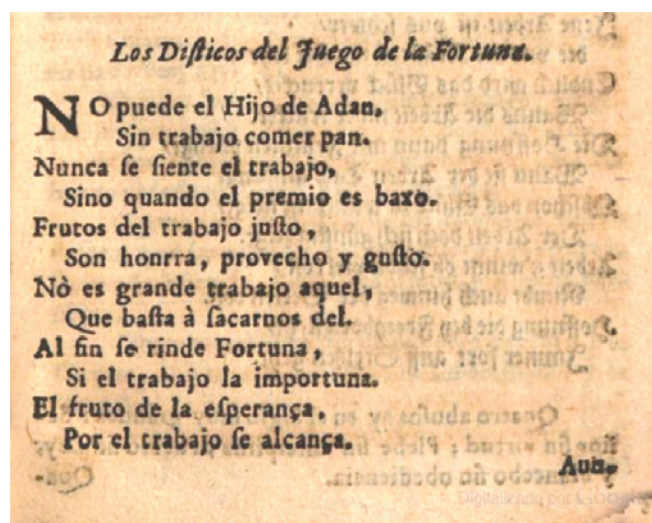 Los Diſticos del Juego de la Fortuna.
NO puede el Hijo de Adan,
Sin trabajo comer pan.
Nunca ſe ſiente el trabajo,
Sino quando el premio es baxo.
Frutos del trabajo juſto,
Son honrra, provecho y guſto.
Nò es grande trabajo aquel,
Que baſta à ſacarnos del.
Al fin ſe rinde Fortuna,
Si el trabajo la importuna.
El fruto de la eſperança,
Por el trabajo ſe alcança.
Aun-
Digitalizado por Google